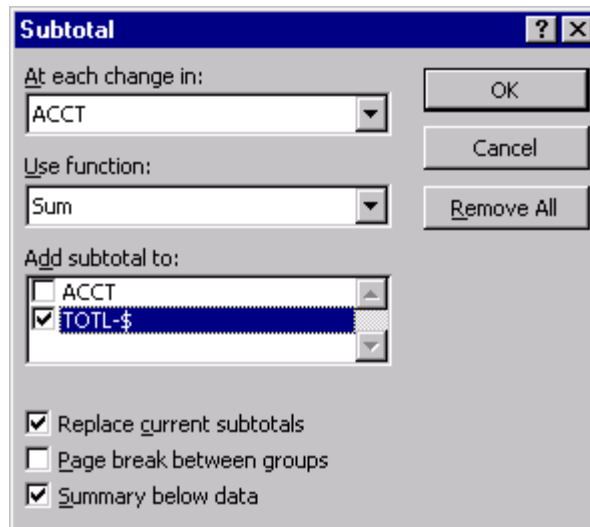 Subtotal
At each change in:
ACCT
Use function:
Sum
Add subtotal to:
ACCT
TOTL-$
Replace current subtotals
Page break between groups
Summary below data
OK
Cancel
Remove All